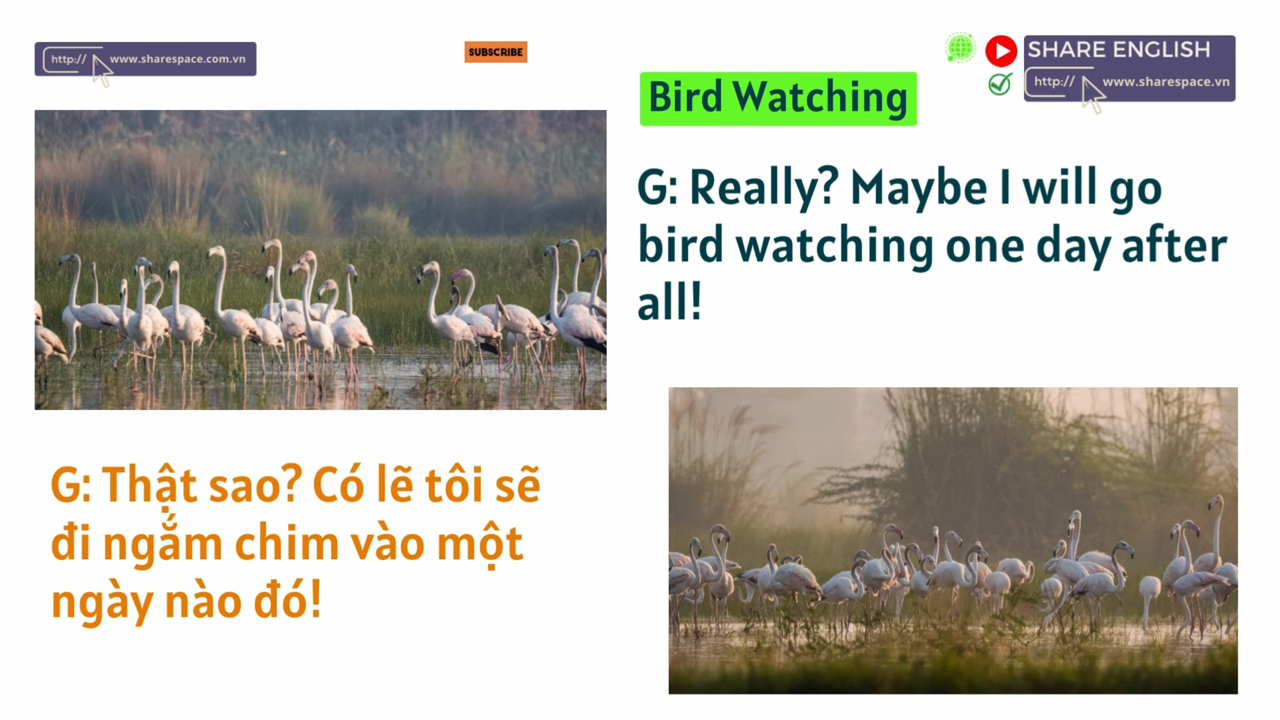 http://
www.sharespace.com.vn
SUBSCRIBE
SHARE ENGLISH
http://
www.sharespace.vn
Bird Watching
G: Really? Maybe I will go
bird watching one day after
all!
G: Thật sao? Có lẽ tôi sẽ
đi ngắm chim vào một
ngày nào đó!